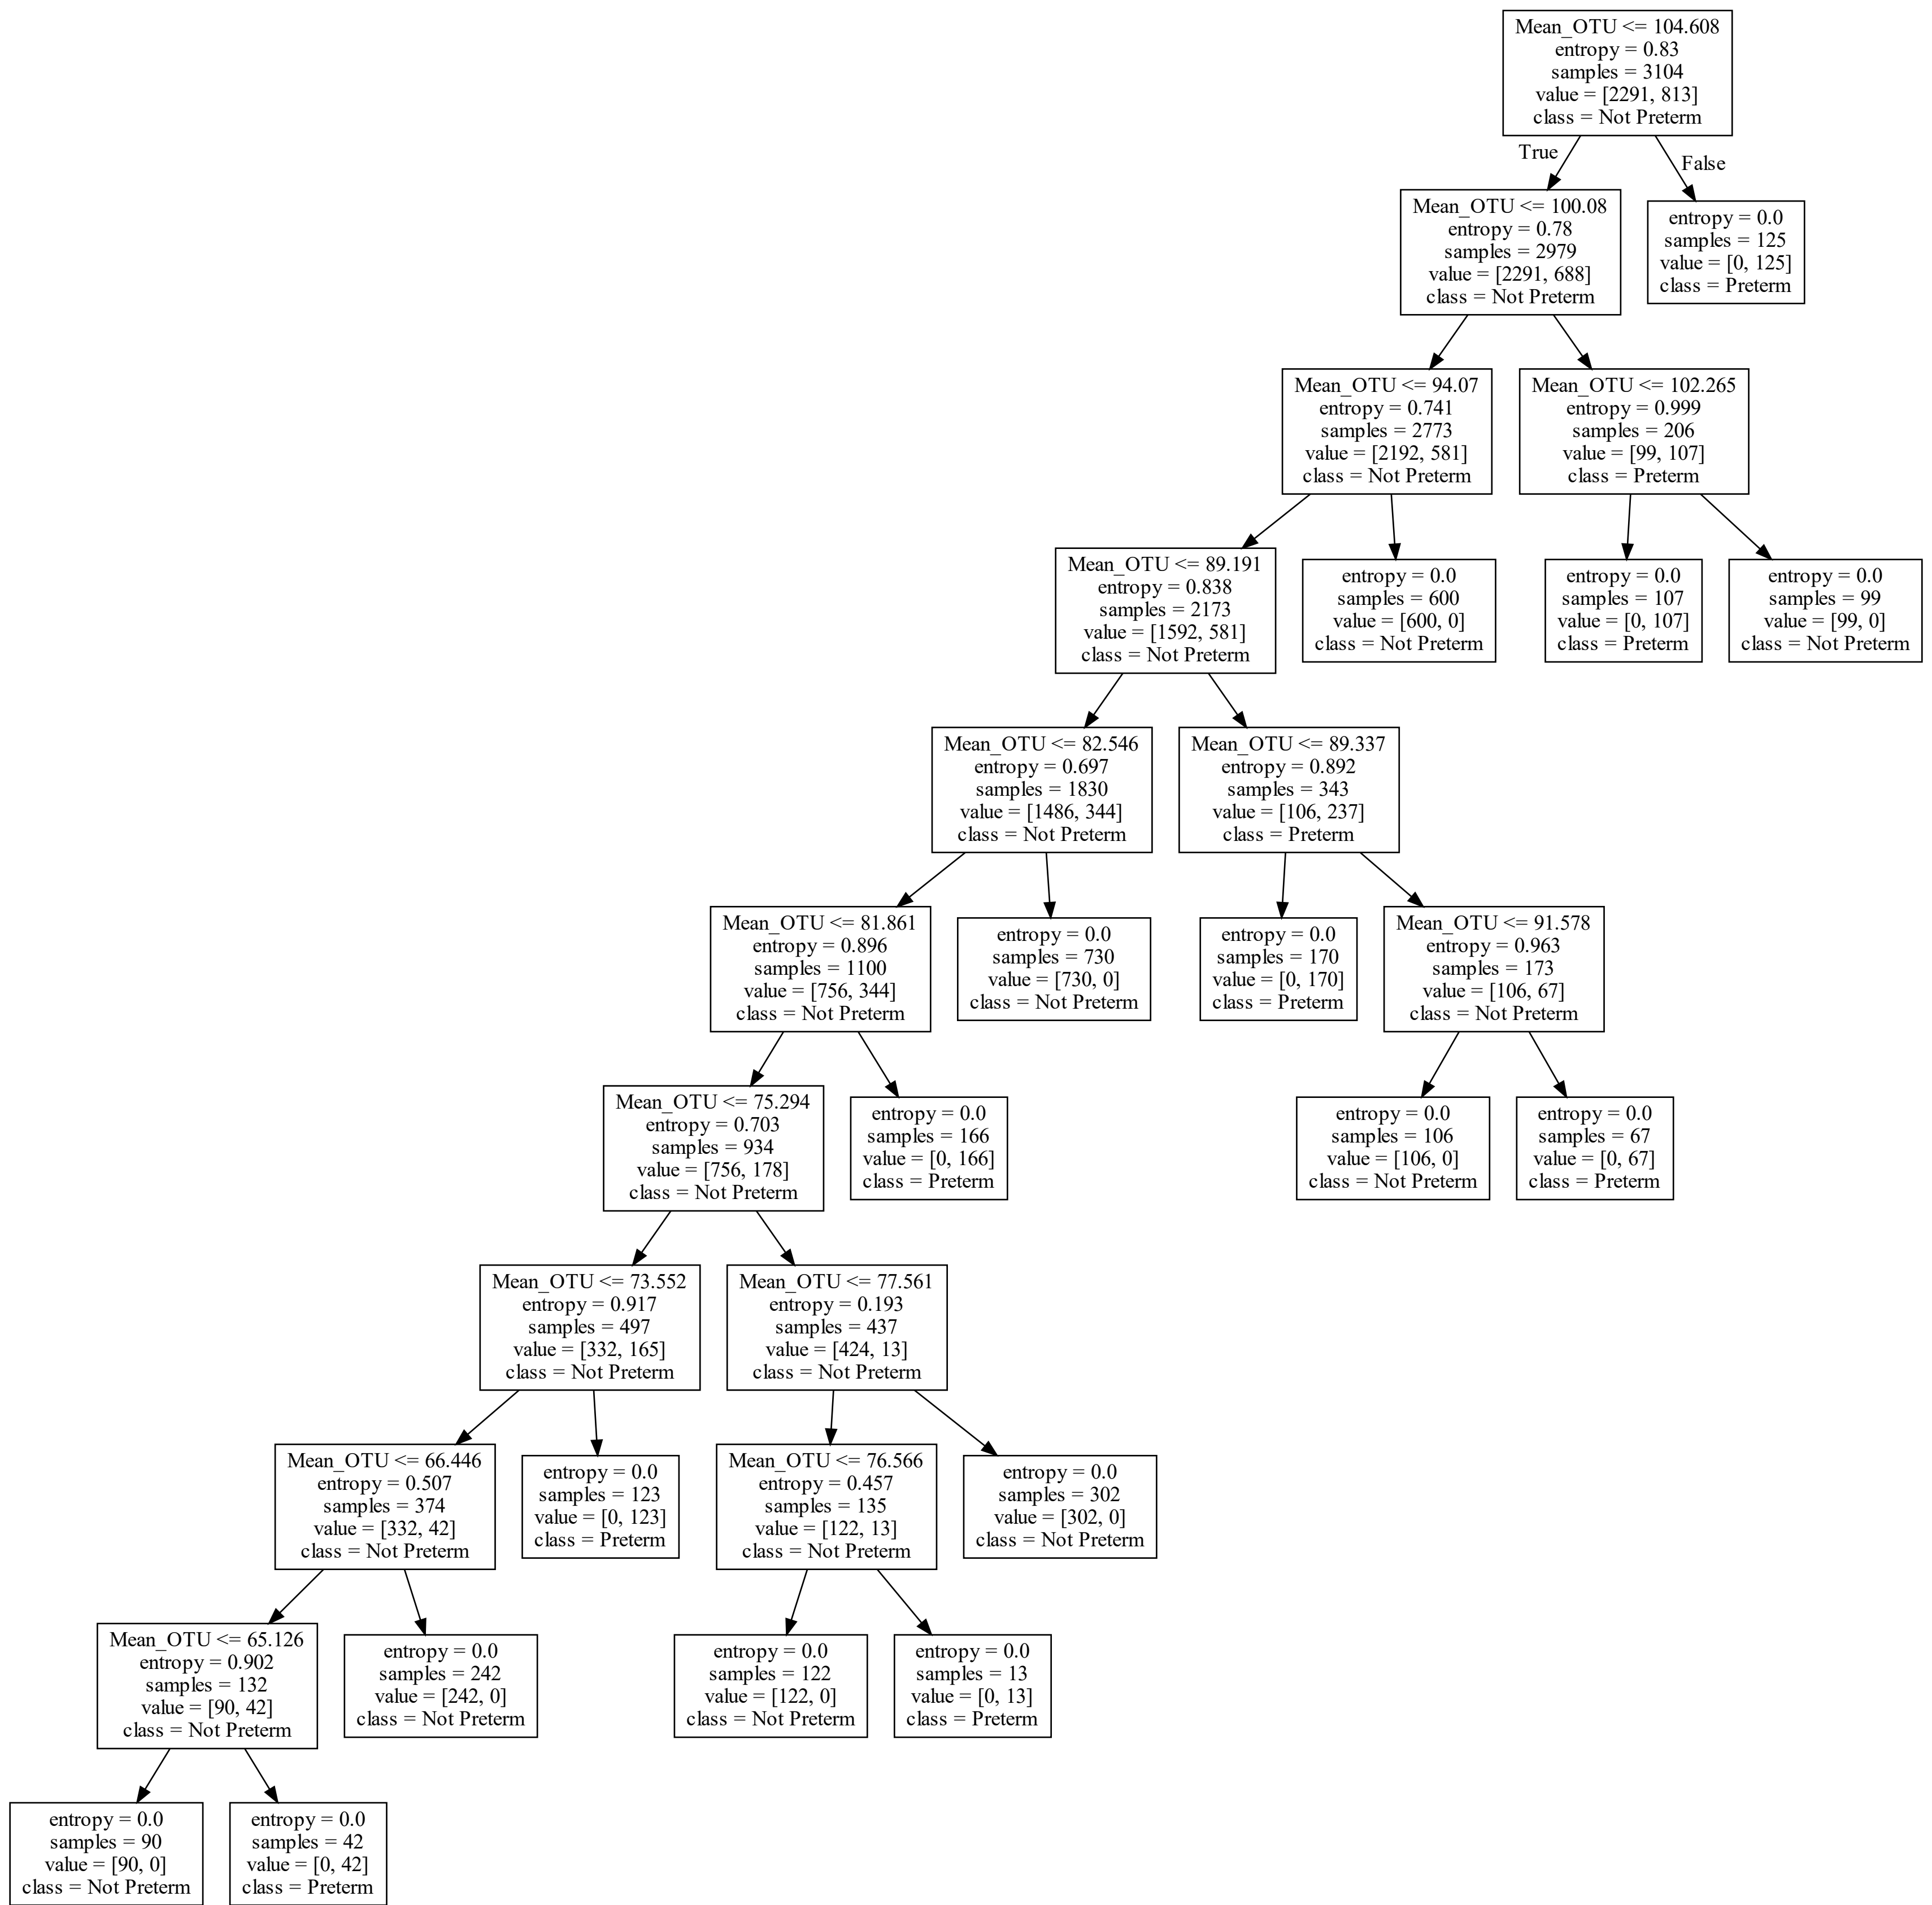 Mean_OTU <= 104.608
entropy = 0.83
samples = 3104
value = [2291, 813]
class = Not Preterm
True
False
Mean_OTU <= 100.08
entropy = 0.78
samples = 2979
value = [2291, 688]
class = Not Preterm
entropy = 0.0
samples = 125
value = [0, 125]
class = Preterm
Mean_OTU <= 94.07
entropy = 0.741
samples = 2773
value = [2192, 581]
class = Not Preterm
Mean_OTU <= 102.265
entropy = 0.999
samples = 206
value = [99, 107]
class = Preterm
Mean_OTU <= 89.191
entropy = 0.838
samples = 2173
value = [1592, 581]
class = Not Preterm
entropy = 0.0
samples = 600
value = [600, 0]
class = Not Preterm
entropy = 0.0
samples = 107
value = [0, 107]
class = Preterm
entropy = 0.0
samples = 99
value = [99, 0]
class = Not Preterm
Mean_OTU <= 82.546
entropy = 0.697
samples = 1830
value = [1486, 344]
class = Not Preterm
Mean_OTU <= 89.337
entropy = 0.892
samples = 343
value = [106, 237]
class = Preterm
Mean_OTU <= 81.861
entropy = 0.896
samples = 1100
value = [756, 344]
class = Not Preterm
entropy = 0.0
samples = 730
value = [730, 0]
class = Not Preterm
entropy = 0.0
samples = 170
value = [0, 170]
class = Preterm
Mean_OTU <= 91.578
entropy = 0.963
samples = 173
value = [106, 67]
class = Not Preterm
Mean_OTU <= 75.294
entropy = 0.703
samples = 934
value = [756, 178]
class = Not Preterm
entropy = 0.0
samples = 166
value = [0, 166]
class = Preterm
entropy = 0.0
samples = 106
value = [106, 0]
class = Not Preterm
entropy = 0.0
samples = 67
value = [0, 67]
class = Preterm
Mean_OTU <= 73.552
entropy = 0.917
samples = 497
value = [332, 165]
class = Not Preterm
Mean_OTU <= 77.561
entropy = 0.193
samples = 437
value = [424, 13]
class = Not Preterm
Mean_OTU <= 66.446
entropy = 0.507
samples = 374
value = [332, 42]
class = Not Preterm
entropy = 0.0
samples = 123
value = [0, 123]
class = Preterm
Mean_OTU <= 76.566
entropy = 0.457
samples = 135
value = [122, 13]
class = Not Preterm
entropy = 0.0
samples = 302
value = [302, 0]
class = Not Preterm
Mean_OTU <= 65.126
entropy = 0.902
samples = 132
value = [90, 42]
class = Not Preterm
entropy = 0.0
samples = 242
value = [242, 0]
class = Not Preterm
entropy = 0.0
samples = 122
value = [122, 0]
class = Not Preterm
entropy = 0.0
samples = 13
value = [0, 13]
class = Preterm
entropy = 0.0
samples = 90
value = [90, 0]
class = Not Preterm
entropy = 0.0
samples = 42
value = [0, 42]
class = Preterm